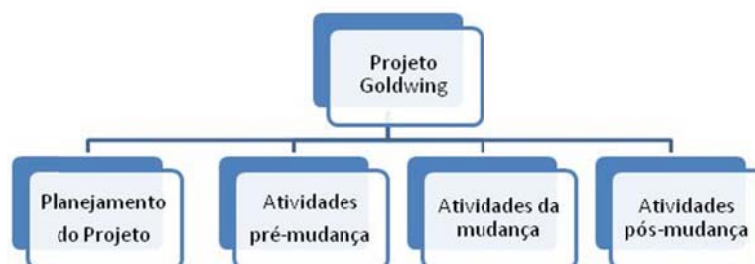 Projeto
Goldwing
Planejamento
do Projeto
Atividades
pré-mudança
Atividades da
mudança
Atividades
pós-mudança